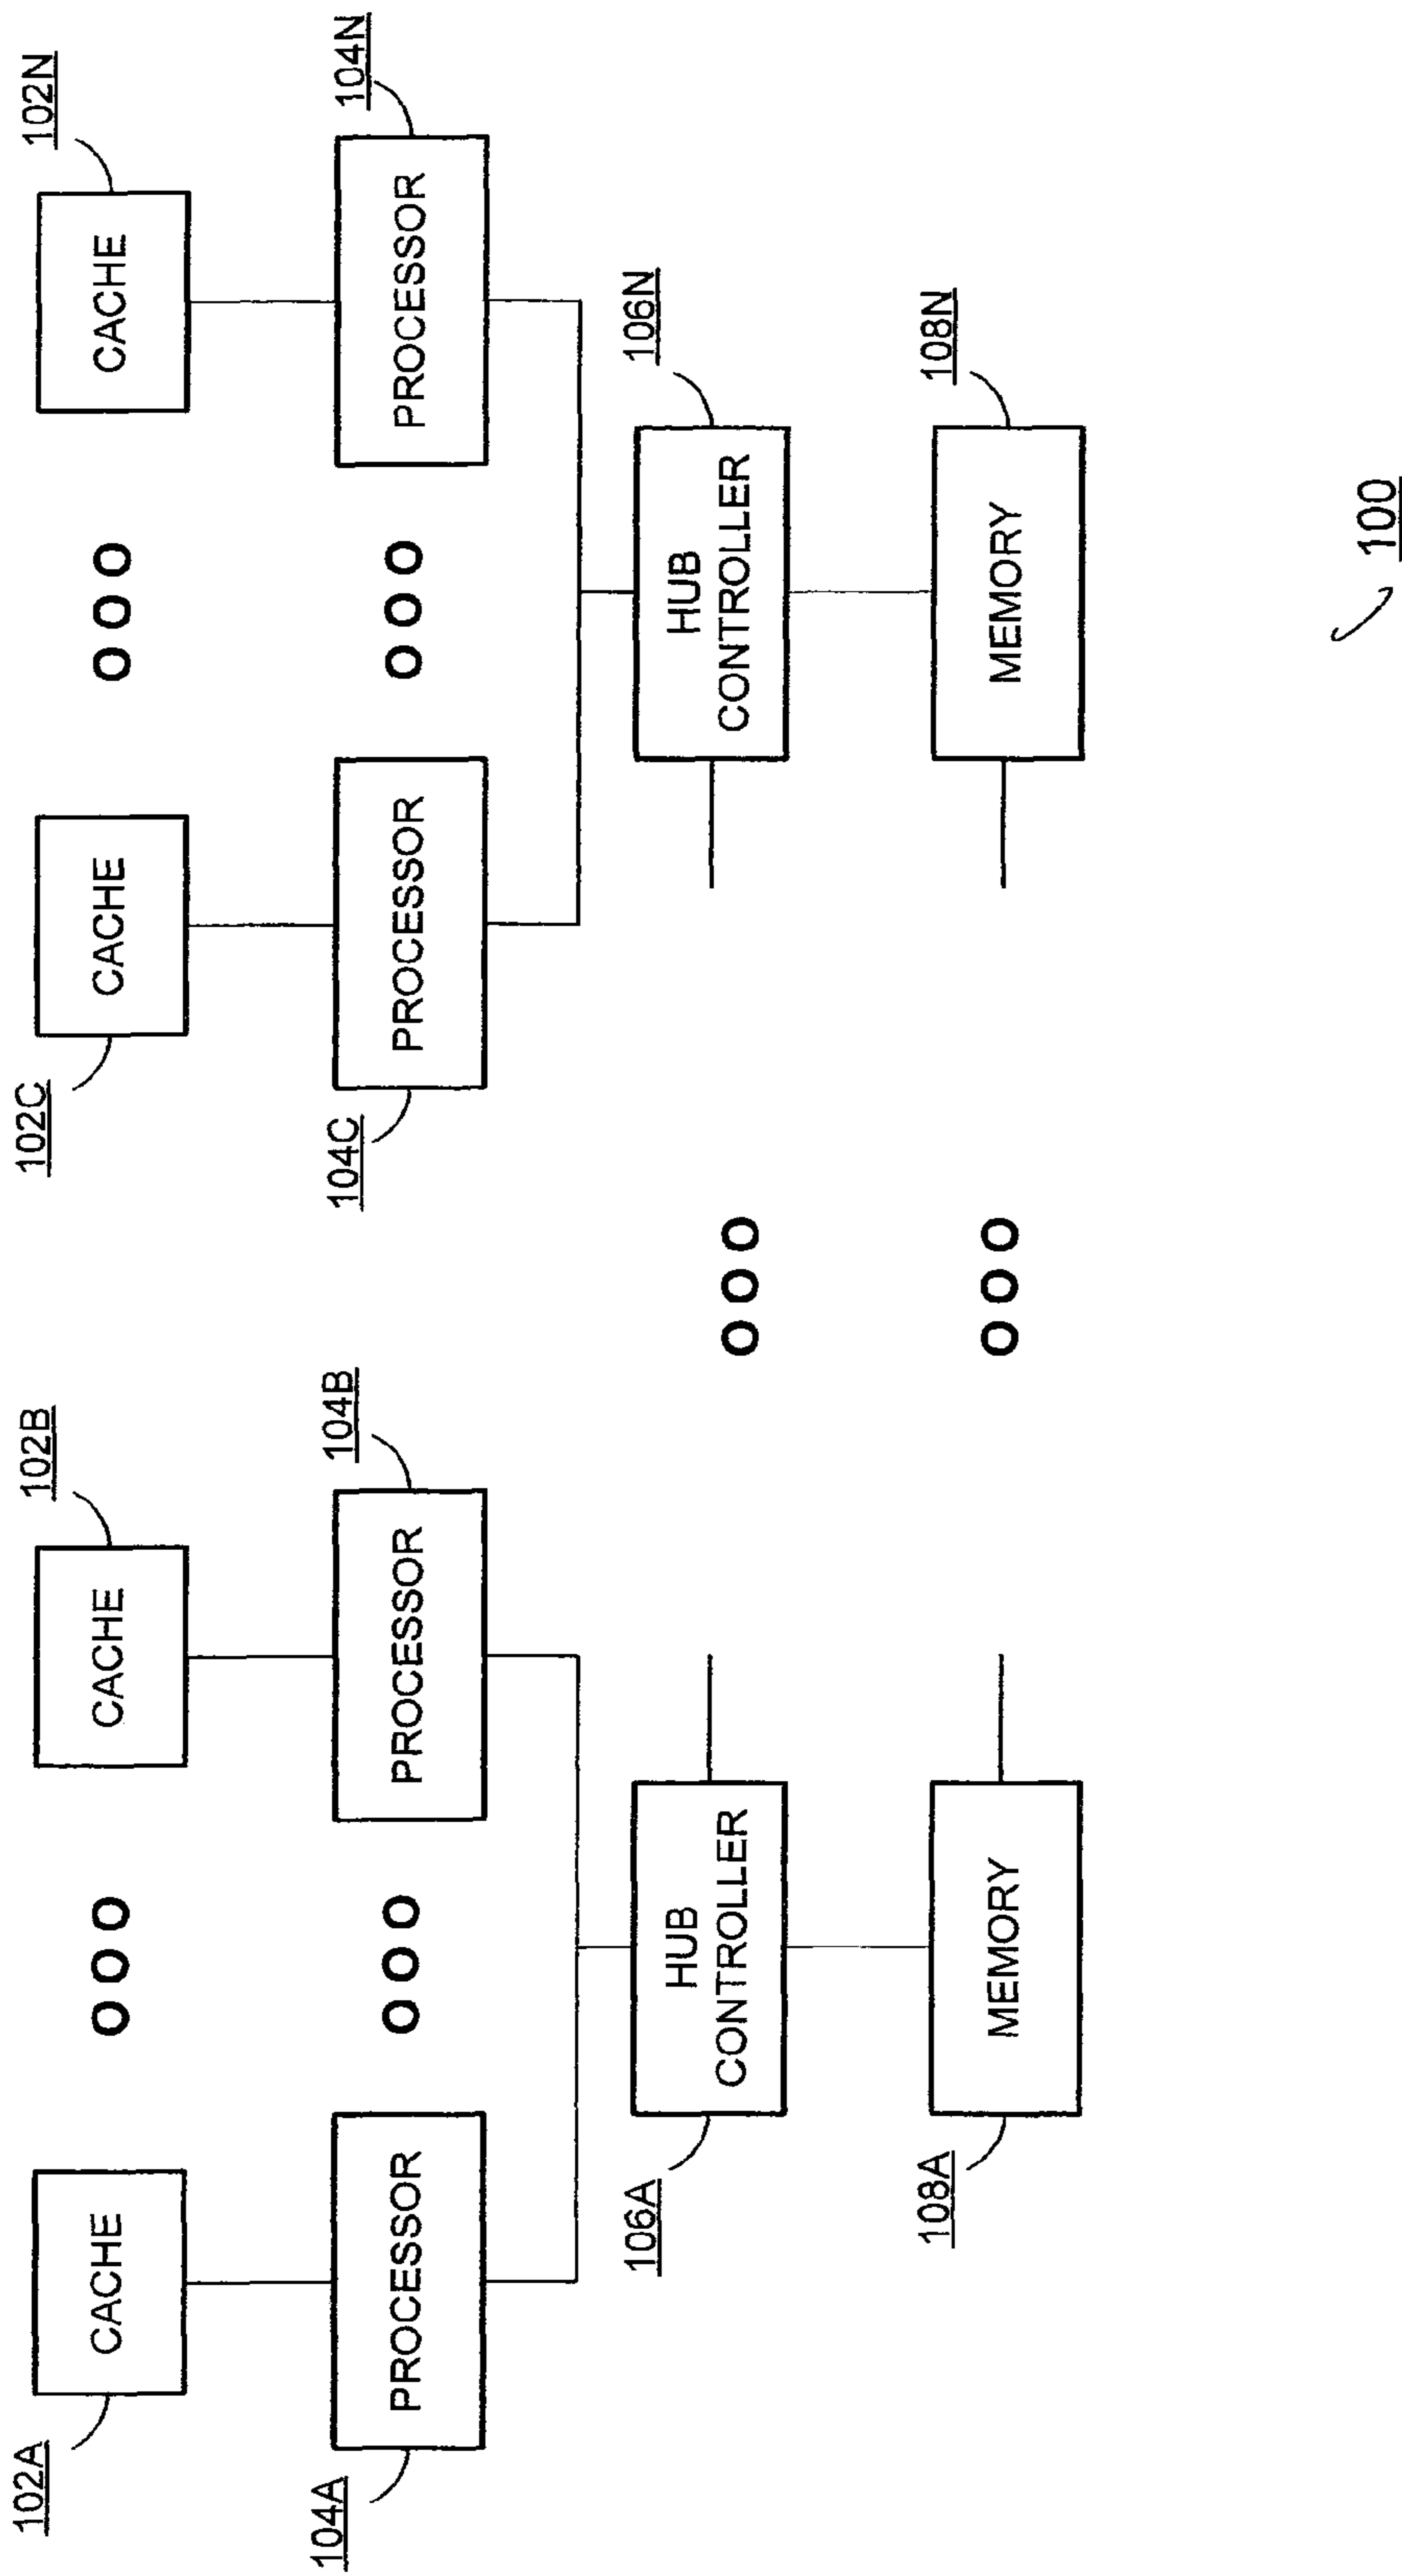 102A
CACHE
102B
CACHE
102C
CACHE
102N
CACHE
104A
PROCESSOR
104B
PROCESSOR
104C
PROCESSOR
104N
PROCESSOR
106A
HUB
CONTROLLER
106N
HUB
CONTROLLER
108A
MEMORY
108N
MEMORY
100